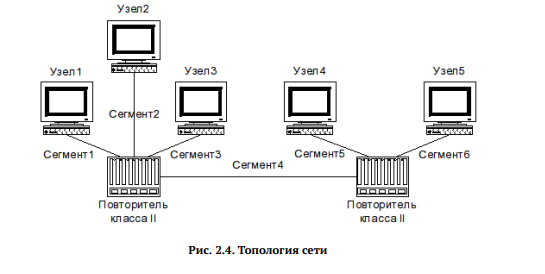 Узел2
Узел1
Узел3
Узел4
Узел5
Сегмент2
Сегмент1
Сегмент3
Сегмент4
Сегмент5
Сегмент6
Повторитель
класса II
Повторитель
класса II
Рис. 2.4. Топология сети